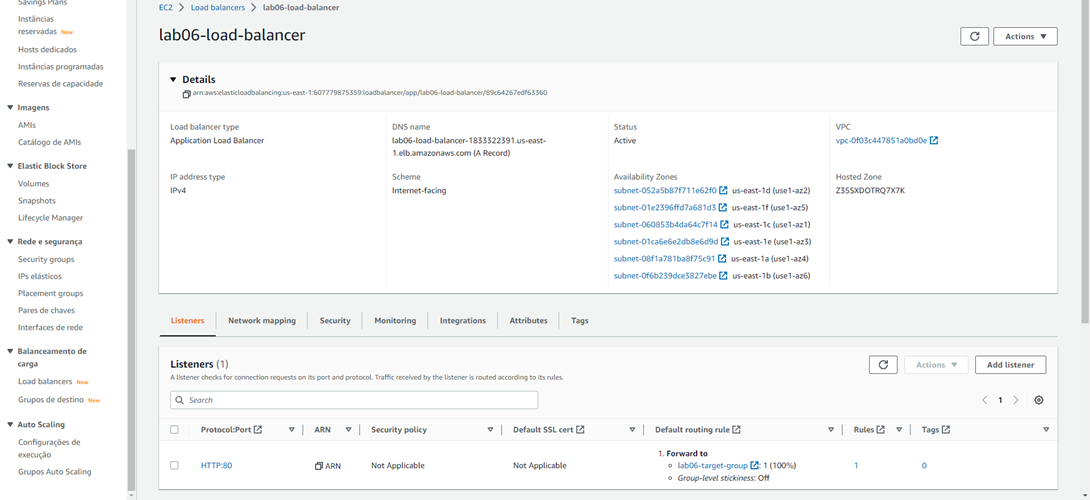 Savings Plans
Instâncias
reservadas New
Hosts dedicados
Instâncias programadas
Reservas de capacidade
Imagens
AMIs
Catálogo de AMIs
Elastic Block Store
Volumes
Snapshots
Lifecycle Manager
Rede e segurança
Security groups
IPs elásticos
Placement groups
Pares de chaves
Interfaces de rede
Balanceamento de
carga
Load balancers New
Grupos de destino New
Auto Scaling
Configurações de
execução
Grupos Auto Scaling
EC2 > Load balancers > lab06-load-balancer
lab06-load-balancer
Actions
Details
arn:aws:elasticloadbalancing:us-east-1:607779875359:loadbalancer/app/lab06-load-balancer/89c64267edf63360
Load balancer type
Application Load Balancer
DNS name
lab06-load-balancer-1833322391.us-east-
1.elb.amazonaws.com (A Record)
Status
Active
VPC
vpc-0f03c447851a0bd0e
IP address type
IPv4
Scheme
Internet-facing
Availability Zones
subnet-052a5b87f711e62f0 us-east-1d (use1-az2)
subnet-01e2396ffd7a681d3 us-east-1f (use1-az5)
subnet-060853b4da64c7f14 us-east-1c (use1-az1)
subnet-01ca6e6e2db8e6d9d us-east-1e (use1-az3)
subnet-08f1a781ba8f75c91 us-east-1a (use1-az4)
subnet-0f6b239dce3827ebe us-east-1b (use1-az6)
Hosted Zone
Z35SXDOTRQ7X7K
Listeners Network mapping Security Monitoring Integrations Attributes Tags
Listeners (1)
A listener checks for connection requests on its port and protocol. Traffic received by the listener is routed according to its rules.
Actions Add listener
Search
1
Protocol:Port ARN Security policy Default SSL cert Default routing rule Rules Tags
HTTP:80 ARN Not Applicable Not Applicable 1. Forward to
lab06-target-group : 1 (100%)
Group-level stickiness: Off
1 0